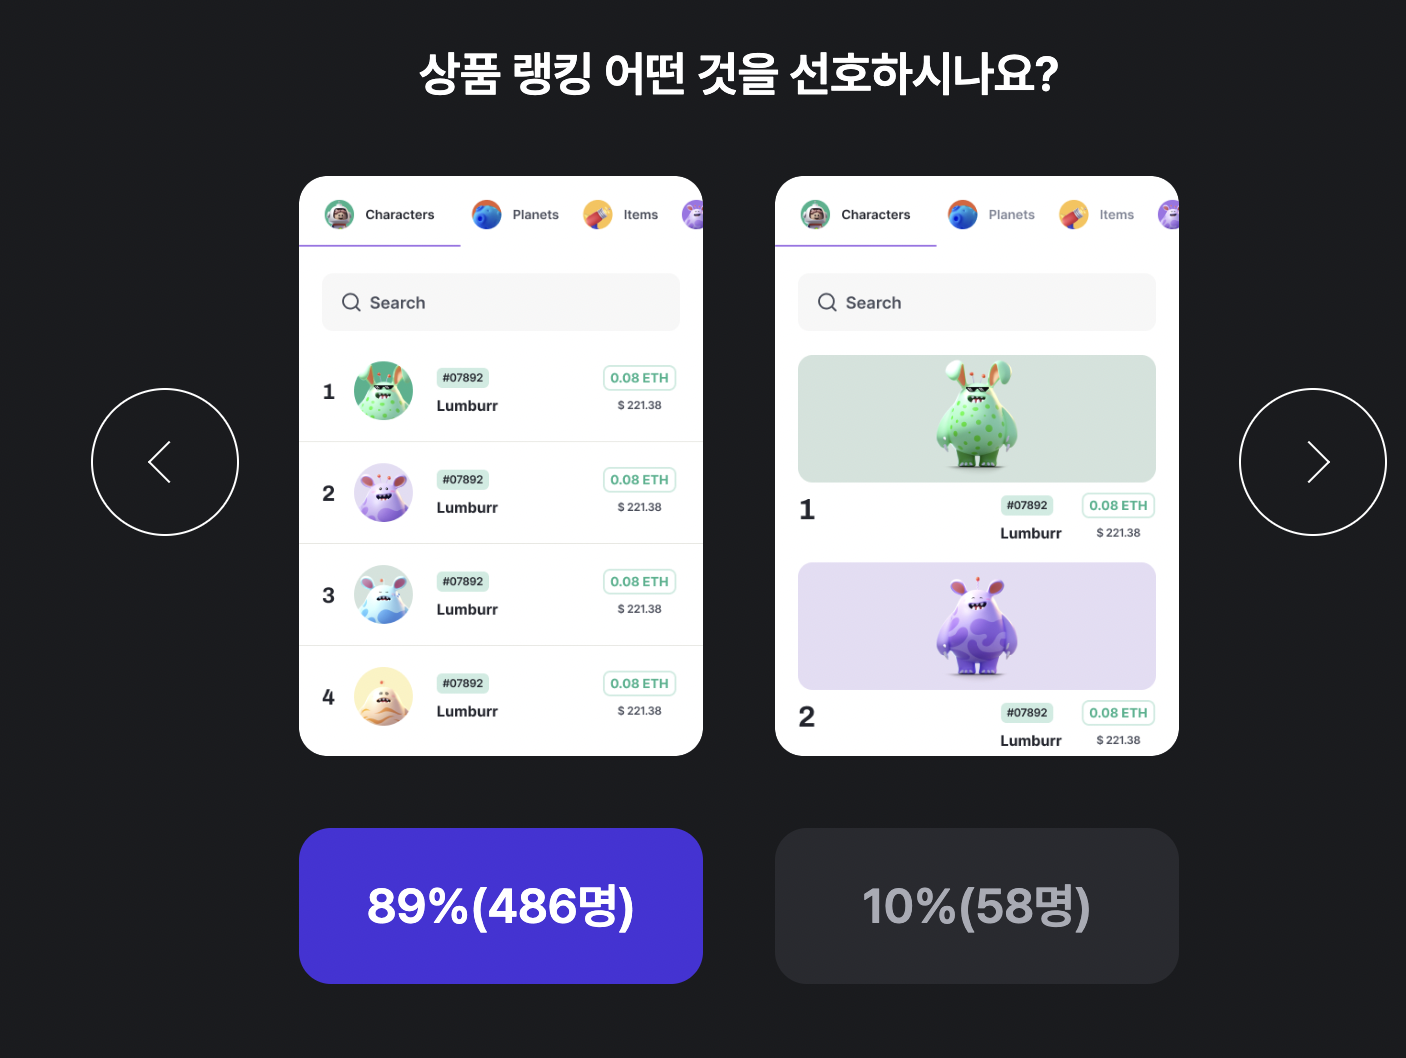 상품 랭킹 어떤 것을 선호하시나요?
Characters Planets Items
Search
1 #07892 0.08 ETH
Lumburr $ 221.38
2 #07892 0.08 ETH
Lumburr $ 221.38
3 #07892 0.08 ETH
Lumburr $ 221.38
4 #07892 0.08 ETH
Lumburr $ 221.38
Characters Planets Items
Search
1 #07892 0.08 ETH
Lumburr $ 221.38
2 #07892 0.08 ETH
Lumburr $ 221.38
89%(486명)
10%(58명)